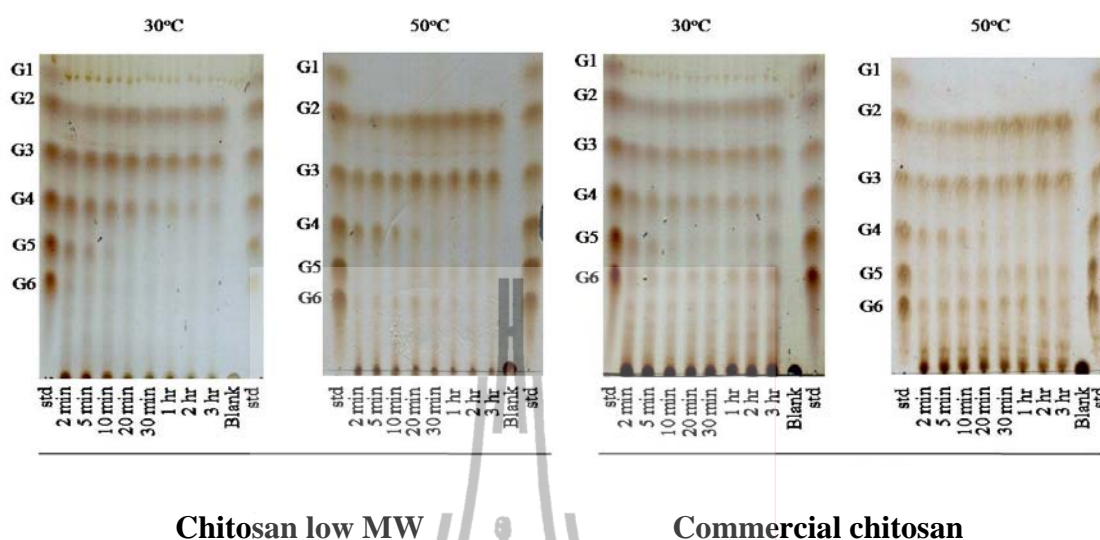 30°C 50°C 30°C 50°C
G1 G1 G1 G1
G2 G2 G2 G2
G3 G3 G3 G3
G4 G4 G4 G4
G5 G5 G5 G5
G6 G6 G6 G6
std 2 min 5 min 10 min 20 min 30 min 1 hr 2 hr 3 hr Blank std
std 2 min 5 min 10 min 20 min 30 min 1 hr 2 hr 3 hr Blank std
std 2 min 5 min 10 min 20 min 30 min 1 hr 2 hr 3 hr Blank std
std 2 min 5 min 10 min 20 min 30 min 1 hr 2 hr 3 hr Blank std
Chitosan low MW Commercial chitosan